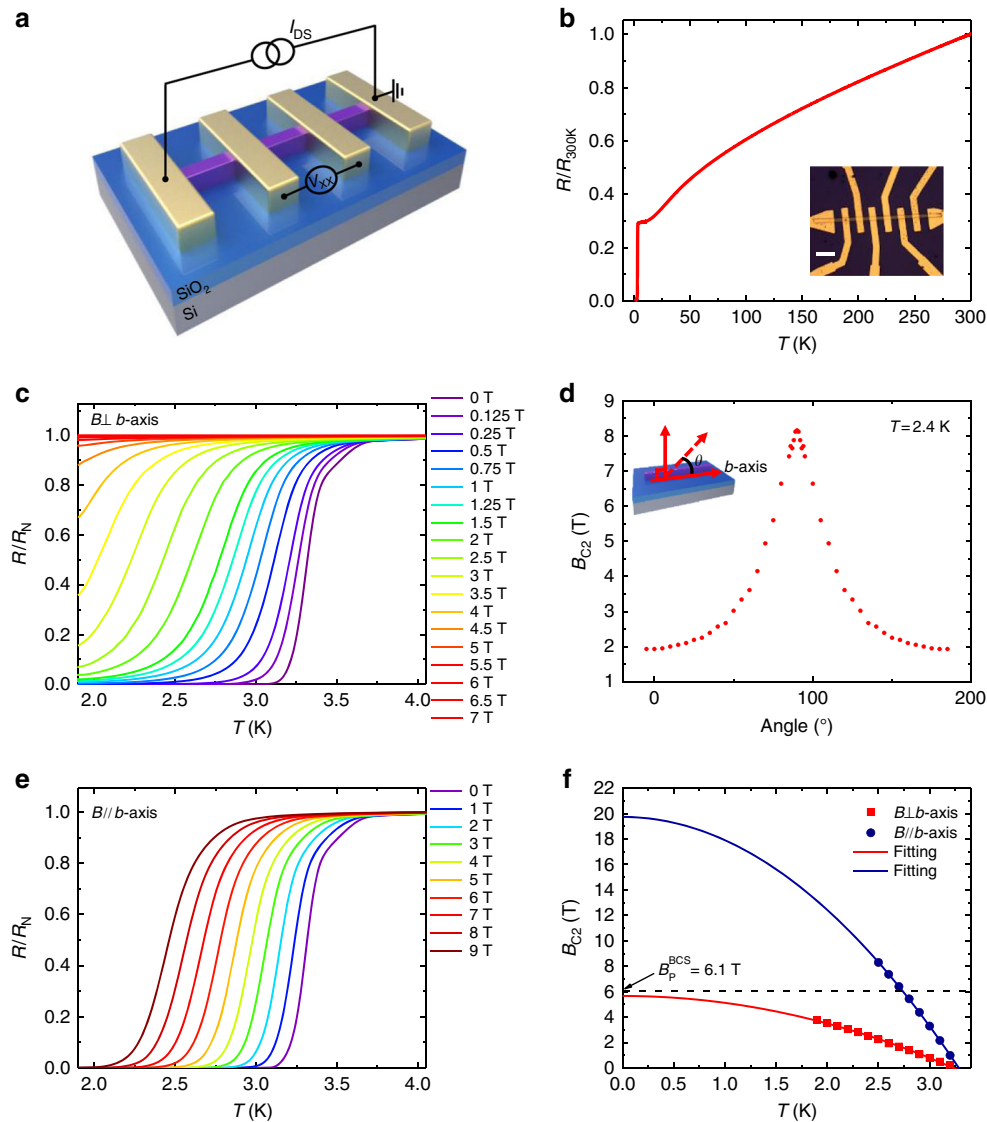 a
I_DS
V_XX
SiO₂
Si
b
R/R_300K
1.0
0.8
0.6
0.4
0.2
0.0
0 50 100 150 200 250 300
T (K)
c
B⊥ b-axis
R/R_N
1.0
0.8
0.6
0.4
0.2
0.0
2.0 2.5 3.0 3.5 4.0
T (K)
0 T
0.125 T
0.25 T
0.5 T
0.75 T
1 T
1.25 T
1.5 T
2 T
2.5 T
3 T
3.5 T
4 T
4.5 T
5 T
5.5 T
6 T
6.5 T
7 T
d
T = 2.4 K
θ
b-axis
B_C2 (T)
9
8
7
6
5
4
3
2
1
0 100 200
Angle (°)
e
B// b-axis
R/R_N
1.0
0.8
0.6
0.4
0.2
0.0
2.0 2.5 3.0 3.5 4.0
T (K)
0 T
1 T
2 T
3 T
4 T
5 T
6 T
7 T
8 T
9 T
f
B⊥b-axis
B//b-axis
Fitting
Fitting
B_P^BCS = 6.1 T
B_C2 (T)
22
20
18
16
14
12
10
8
6
4
2
0
0.0 0.5 1.0 1.5 2.0 2.5 3.0
T (K)